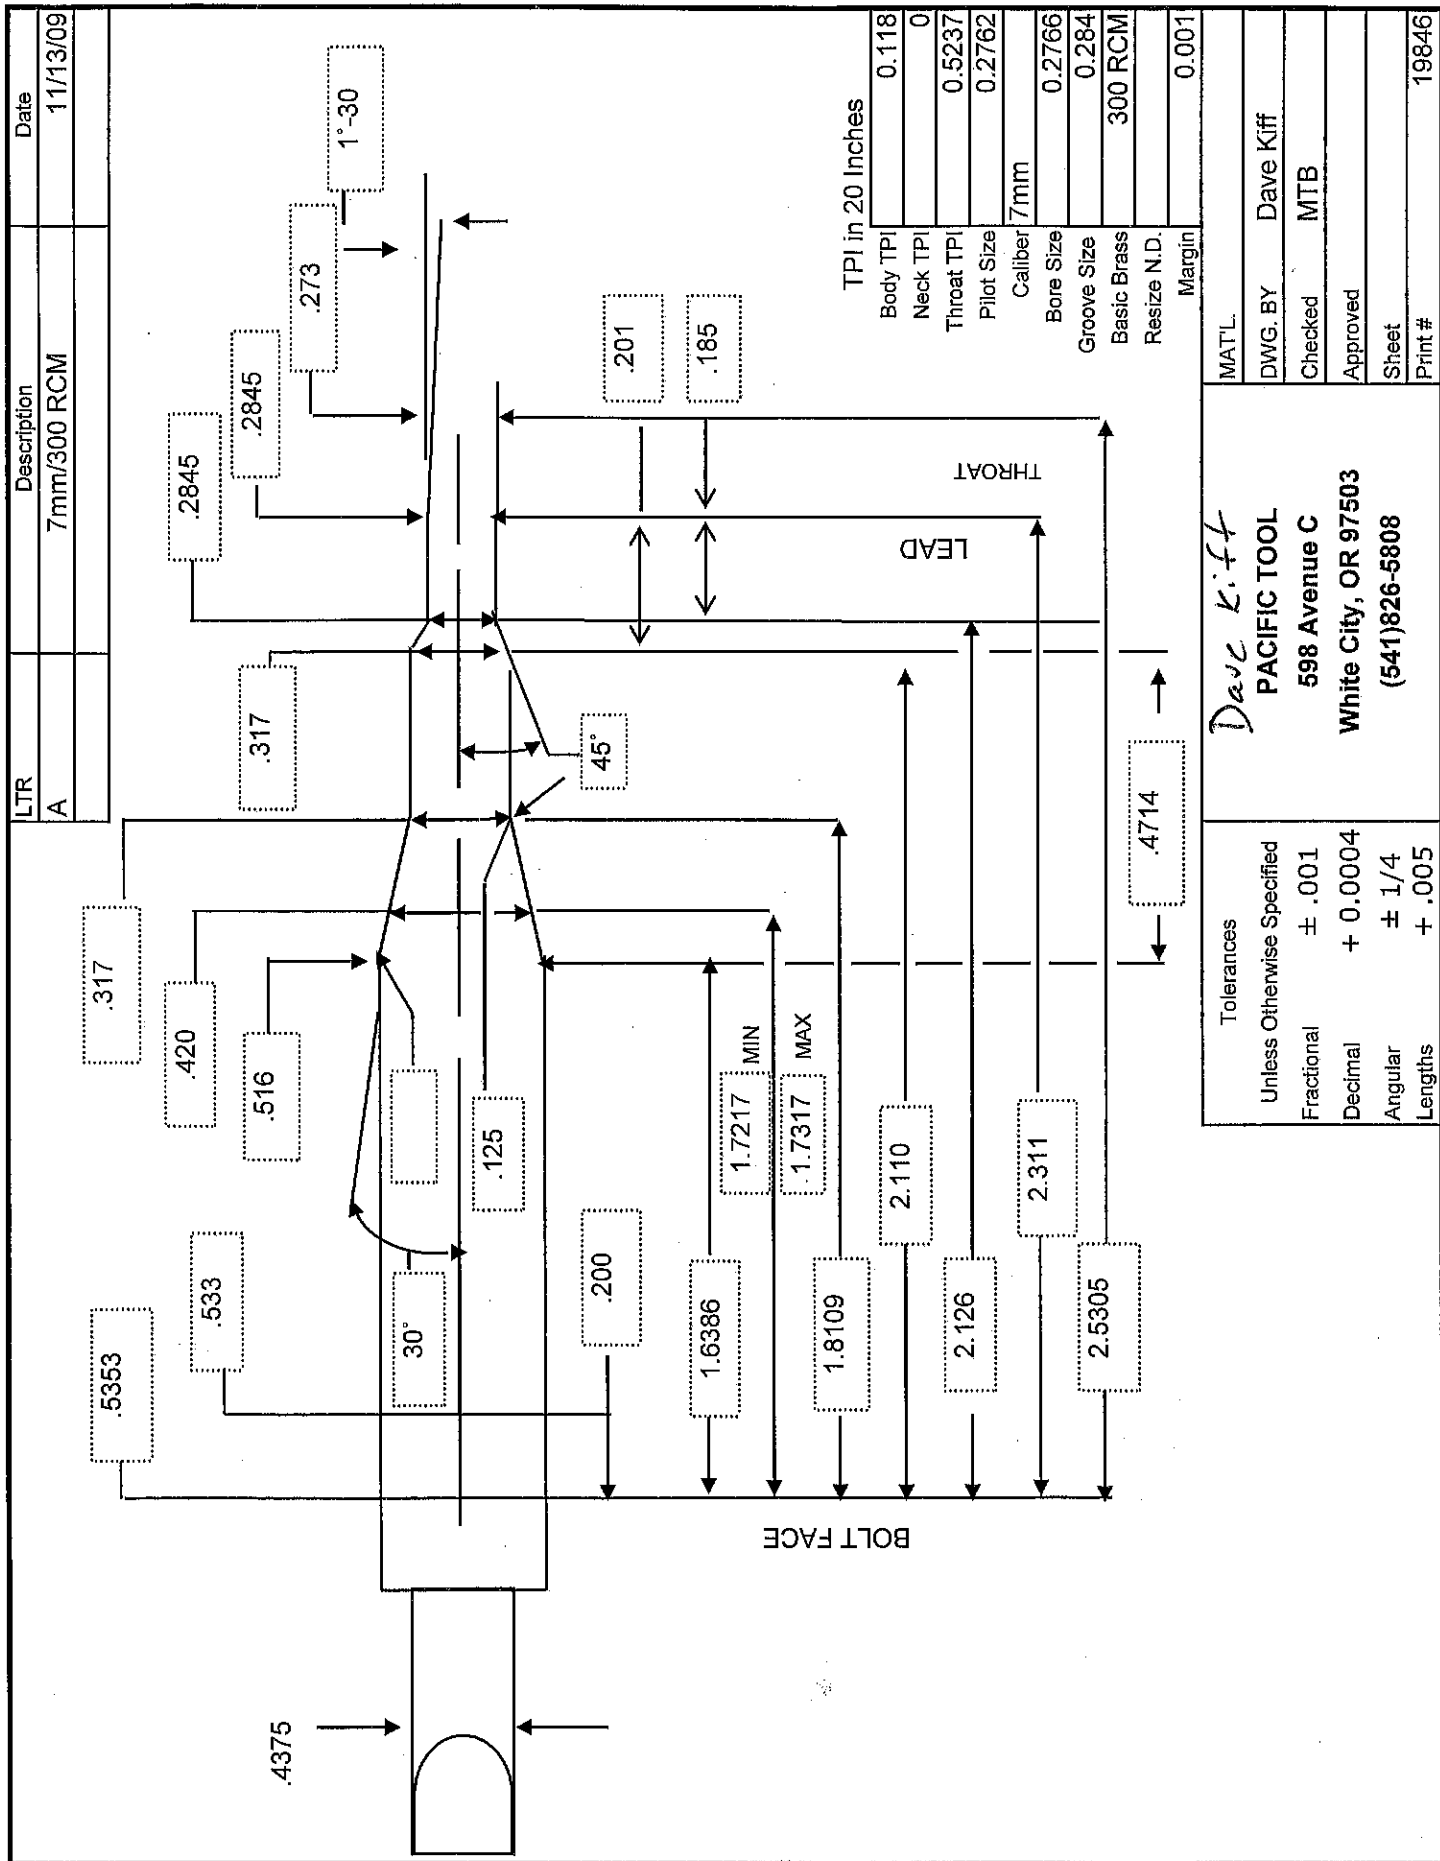 LTR Description Date
A 7mm/300 RCM 11/13/09
.5353
.533
.317
.420
.516
.317
.2845
.2845
.273
1°-30
.4375
30°
.125
45°
.201
.185
.200
1.6386
1.7217 MIN
1.7317 MAX
1.8109
2.110
2.126
2.311
2.5305
.4714
BOLT FACE
LEAD
THROAT
TPI in 20 Inches
Body TPI 0.118
Neck TPI 0
Throat TPI 0.5237
Pilot Size 0.2762
Caliber 7mm
Bore Size 0.2766
Groove Size 0.284
Basic Brass 300 RCM
Resize N.D.
Margin 0.001
Tolerances
Unless Otherwise Specified
Fractional ± .001
Decimal + 0.0004
Angular ± 1/4
Lengths + .005
Dave Kiff
PACIFIC TOOL
598 Avenue C
White City, OR 97503
(541)826-5808
MAT'L.
DWG. BY Dave Kiff
Checked MTB
Approved
Sheet
Print # 19846